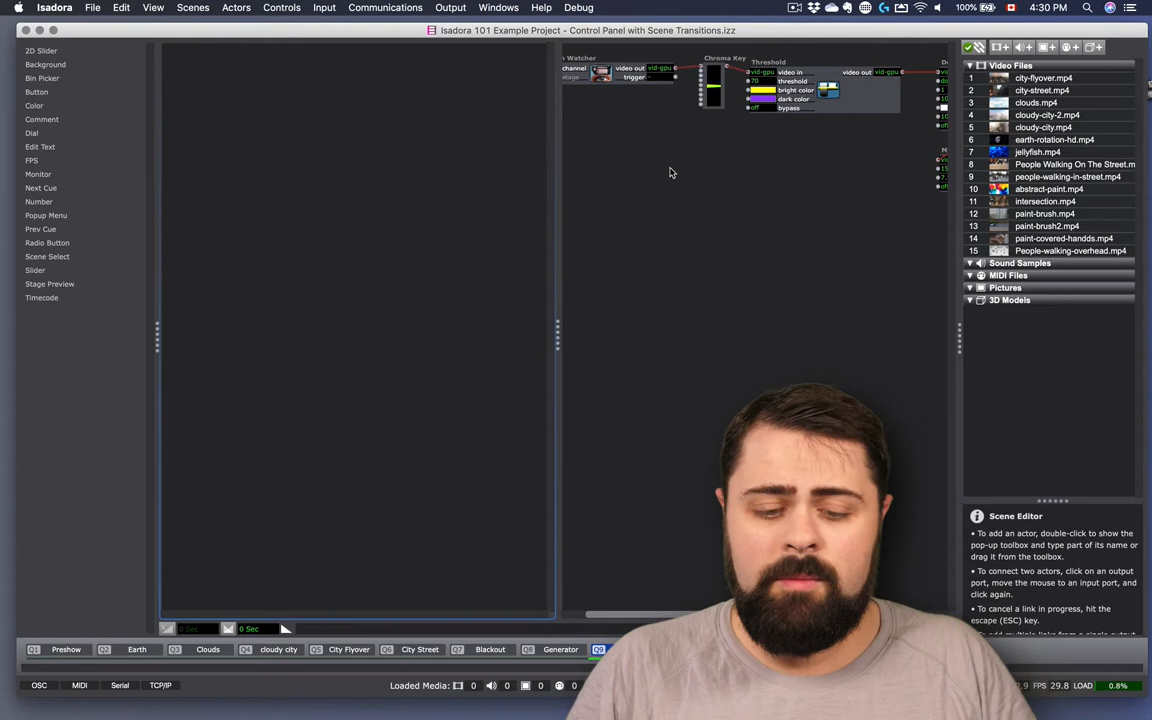 Isadora File Edit View Scenes Actors Controls Input Communications Output Windows Help Debug 100% 4:30 PM
Isadora 101 Example Project - Control Panel with Scene Transitions.izz
2D Slider
Background
Bin Picker
Button
Color
Comment
Dial
Edit Text
FPS
Monitor
Next Cue
Number
Popup Menu
Prev Cue
Radio Button
Scene Select
Slider
Stage Preview
Timecode
Watcher
channel video out vid-gpu
stage trigger -
Chroma Key
Threshold
vid-gpu video in video out vid-gpu
70 threshold
bright color
dark color
off bypass
Video Files
1 city-flyover.mp4
2 city-street.mp4
3 clouds.mp4
4 cloudy-city-2.mp4
5 cloudy-city.mp4
6 earth-rotation-hd.mp4
7 jellyfish.mp4
8 People Walking On The Street.m
9 people-walking-in-street.mp4
10 abstract-paint.mp4
11 intersection.mp4
12 paint-brush.mp4
13 paint-brush2.mp4
14 paint-covered-handds.mp4
15 People-walking-overhead.mp4
Sound Samples
MIDI Files
Pictures
3D Models
Scene Editor
• To add an actor, double-click to show the
pop-up toolbox and type part of its name or
drag it from the toolbox.
• To connect two actors, click on an output
port, move the mouse to an input port, and
click again.
• To cancel a link in progress, hit the
escape (ESC) key.
0 Sec 0 Sec
Q1 Preshow Q2 Earth Q3 Clouds Q4 cloudy city Q5 City Flyover Q6 City Street Q7 Blackout Q8 Generator Q9
OSC MIDI Serial TCP/IP Loaded Media: 0 0 0 0 FPS 29.8 LOAD 0.8%